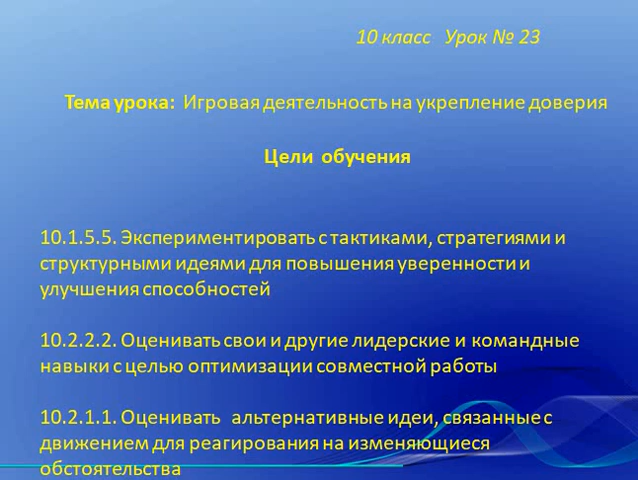 10 класс Урок № 23
Тема урока: Игровая деятельность на укрепление доверия
Цели обучения
10.1.5.5. Экспериментировать с тактиками, стратегиями и
структурными идеями для повышения уверенности и
улучшения способностей
10.2.2.2. Оценивать свои и другие лидерские и командные
навыки с целью оптимизации совместной работы
10.2.1.1. Оценивать альтернативные идеи, связанные с
движением для реагирования на изменяющиеся
обстоятельства